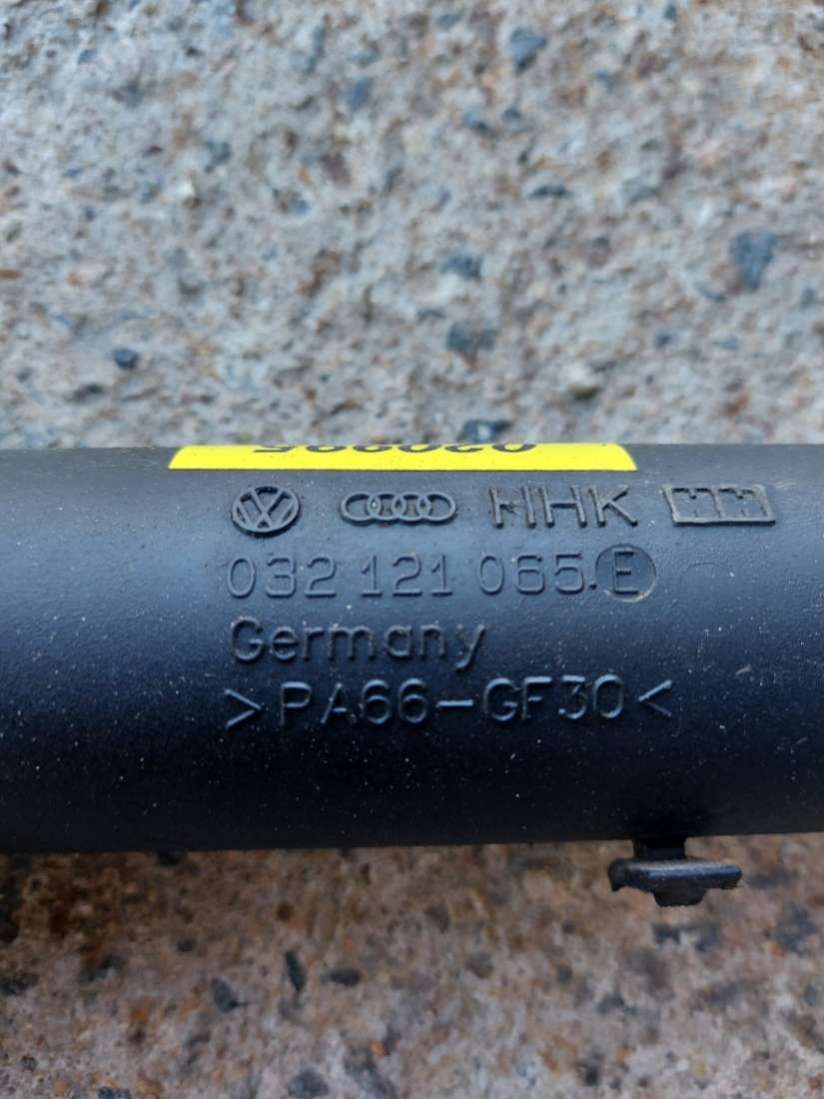 HHK
032 121 065 E
Germany
>PA66-GF30<